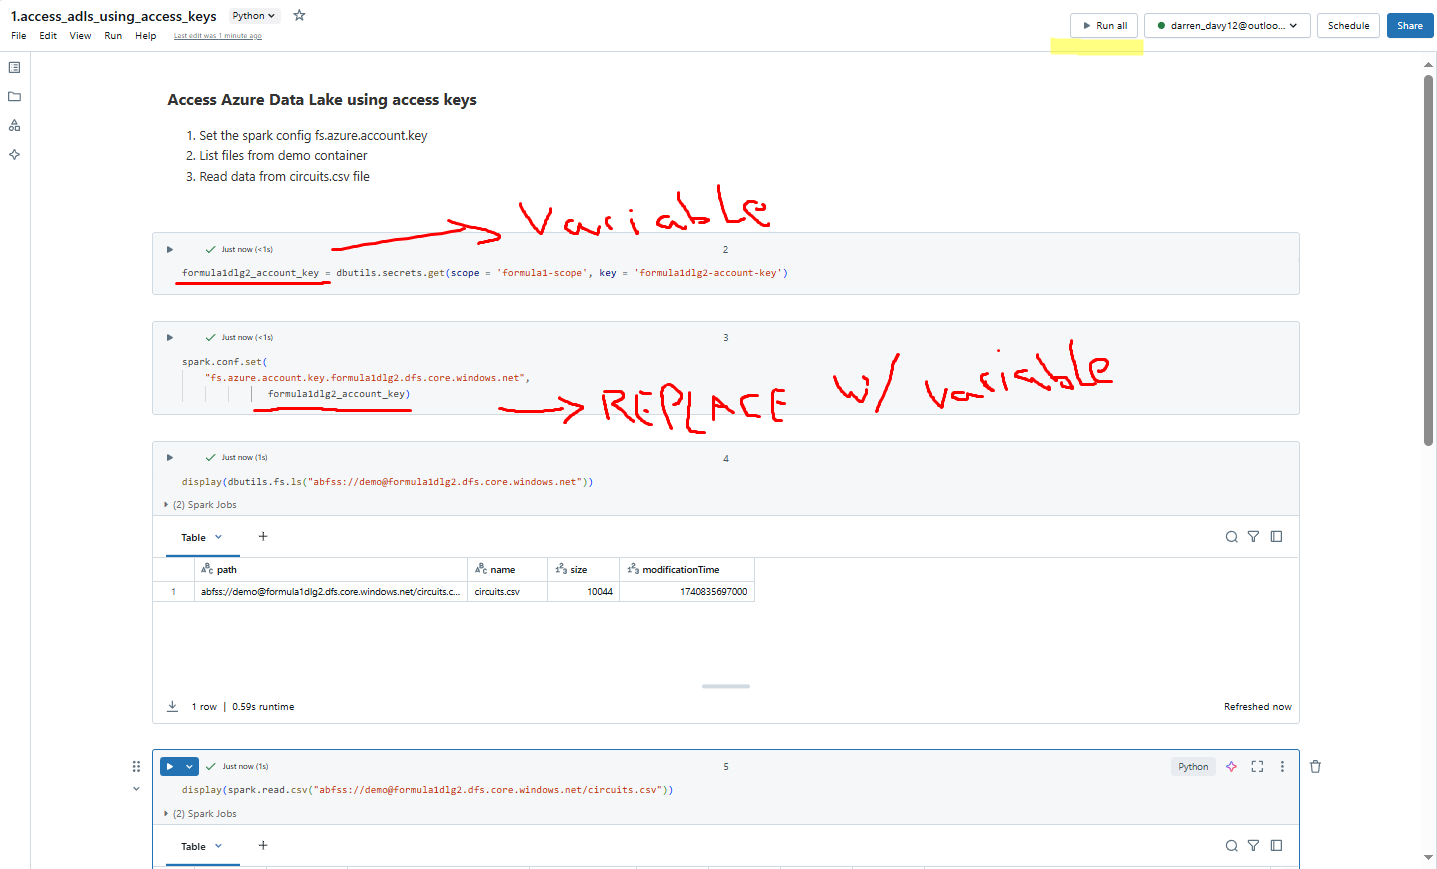 1.access_adls_using_access_keys Python
File Edit View Run Help Last edit was 1 minute ago
Run all darren_davy12@outloo... Schedule Share
Access Azure Data Lake using access keys
1. Set the spark config fs.azure.account.key
2. List files from demo container
3. Read data from circuits.csv file
Variable
Just now (<1s) 2
formula1dlg2_account_key = dbutils.secrets.get(scope = 'formula1-scope', key = 'formula1dlg2-account-key')
Just now (<1s) 3
spark.conf.set(
"fs.azure.account.key.formula1dlg2.dfs.core.windows.net",
formula1dlg2_account_key)
REPLACE w/ variable
Just now (1s) 4
display(dbutils.fs.ls("abfss://demo@formula1dlg2.dfs.core.windows.net"))
(2) Spark Jobs
Table +
path name size modificationTime
1 abfss://demo@formula1dlg2.dfs.core.windows.net/circuits.c... circuits.csv 10044 1740835697000
1 row | 0.59s runtime Refreshed now
Just now (1s) 5 Python
display(spark.read.csv("abfss://demo@formula1dlg2.dfs.core.windows.net/circuits.csv"))
(2) Spark Jobs
Table +